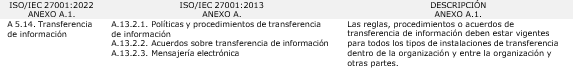 ISO/IEC 27001:2022
ANEXO A.1.
ISO/IEC 27001:2013
ANEXO A.
DESCRIPCIÓN
ANEXO A.1.
A 5.14. Transferencia
de información
A.13.2.1. Políticas y procedimientos de transferencia
de información
A.13.2.2. Acuerdos sobre transferencia de información
A.13.2.3. Mensajería electrónica
Las reglas, procedimientos o acuerdos de
transferencia de información deben estar vigentes
para todos los tipos de instalaciones de transferencia
dentro de la organización y entre la organización y
otras partes.